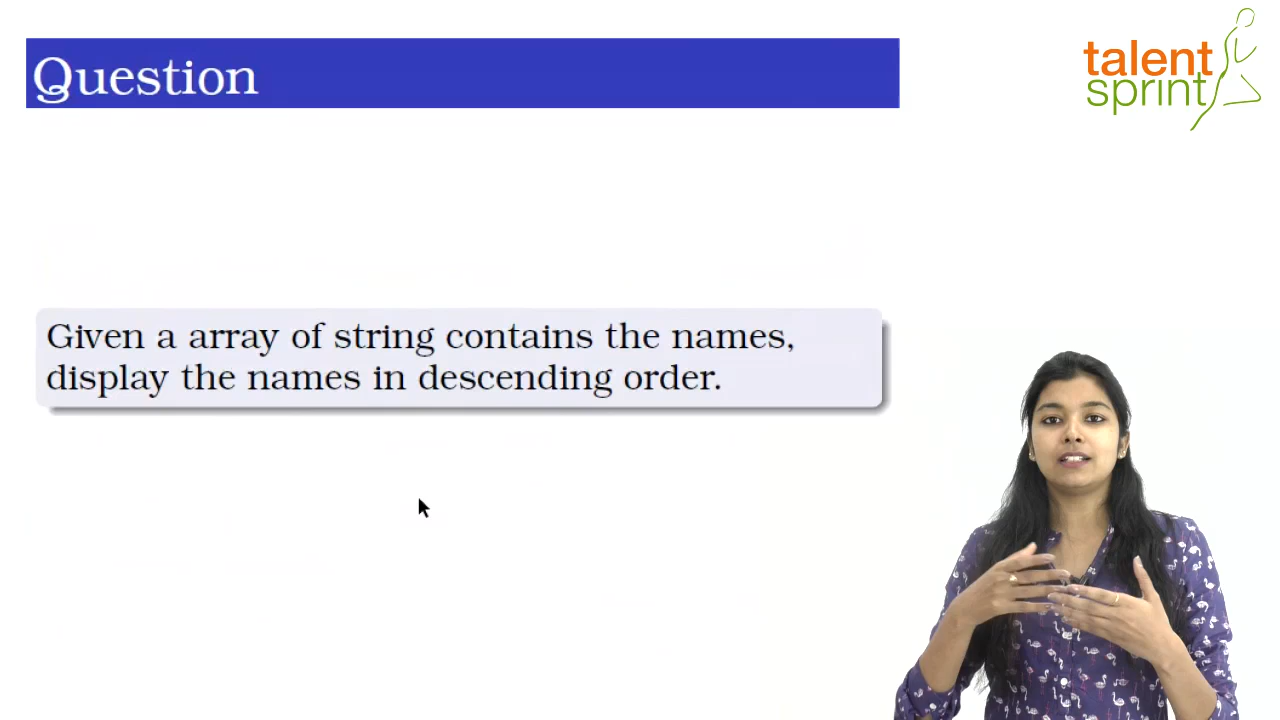 Question
talent
sprint
Given a array of string contains the names,
display the names in descending order.